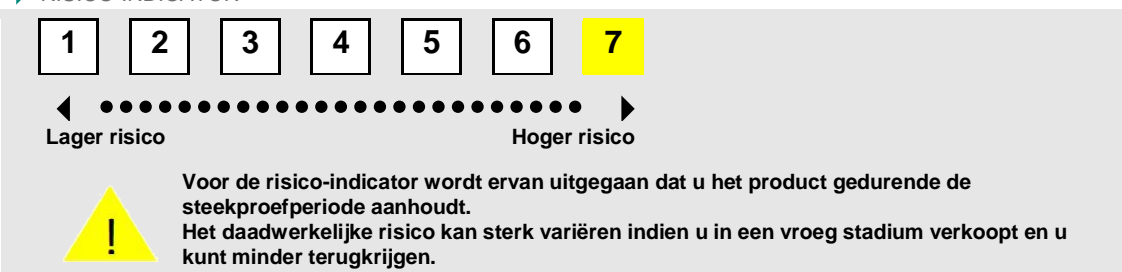 RISICO-INDICATOR
1 2 3 4 5 6 7
Lager risico Hoger risico
Voor de risico-indicator wordt ervan uitgegaan dat u het product gedurende de
steekproefperiode aanhoudt.
! Het daadwerkelijke risico kan sterk variëren indien u in een vroeg stadium verkoopt en u
kunt minder terugkrijgen.